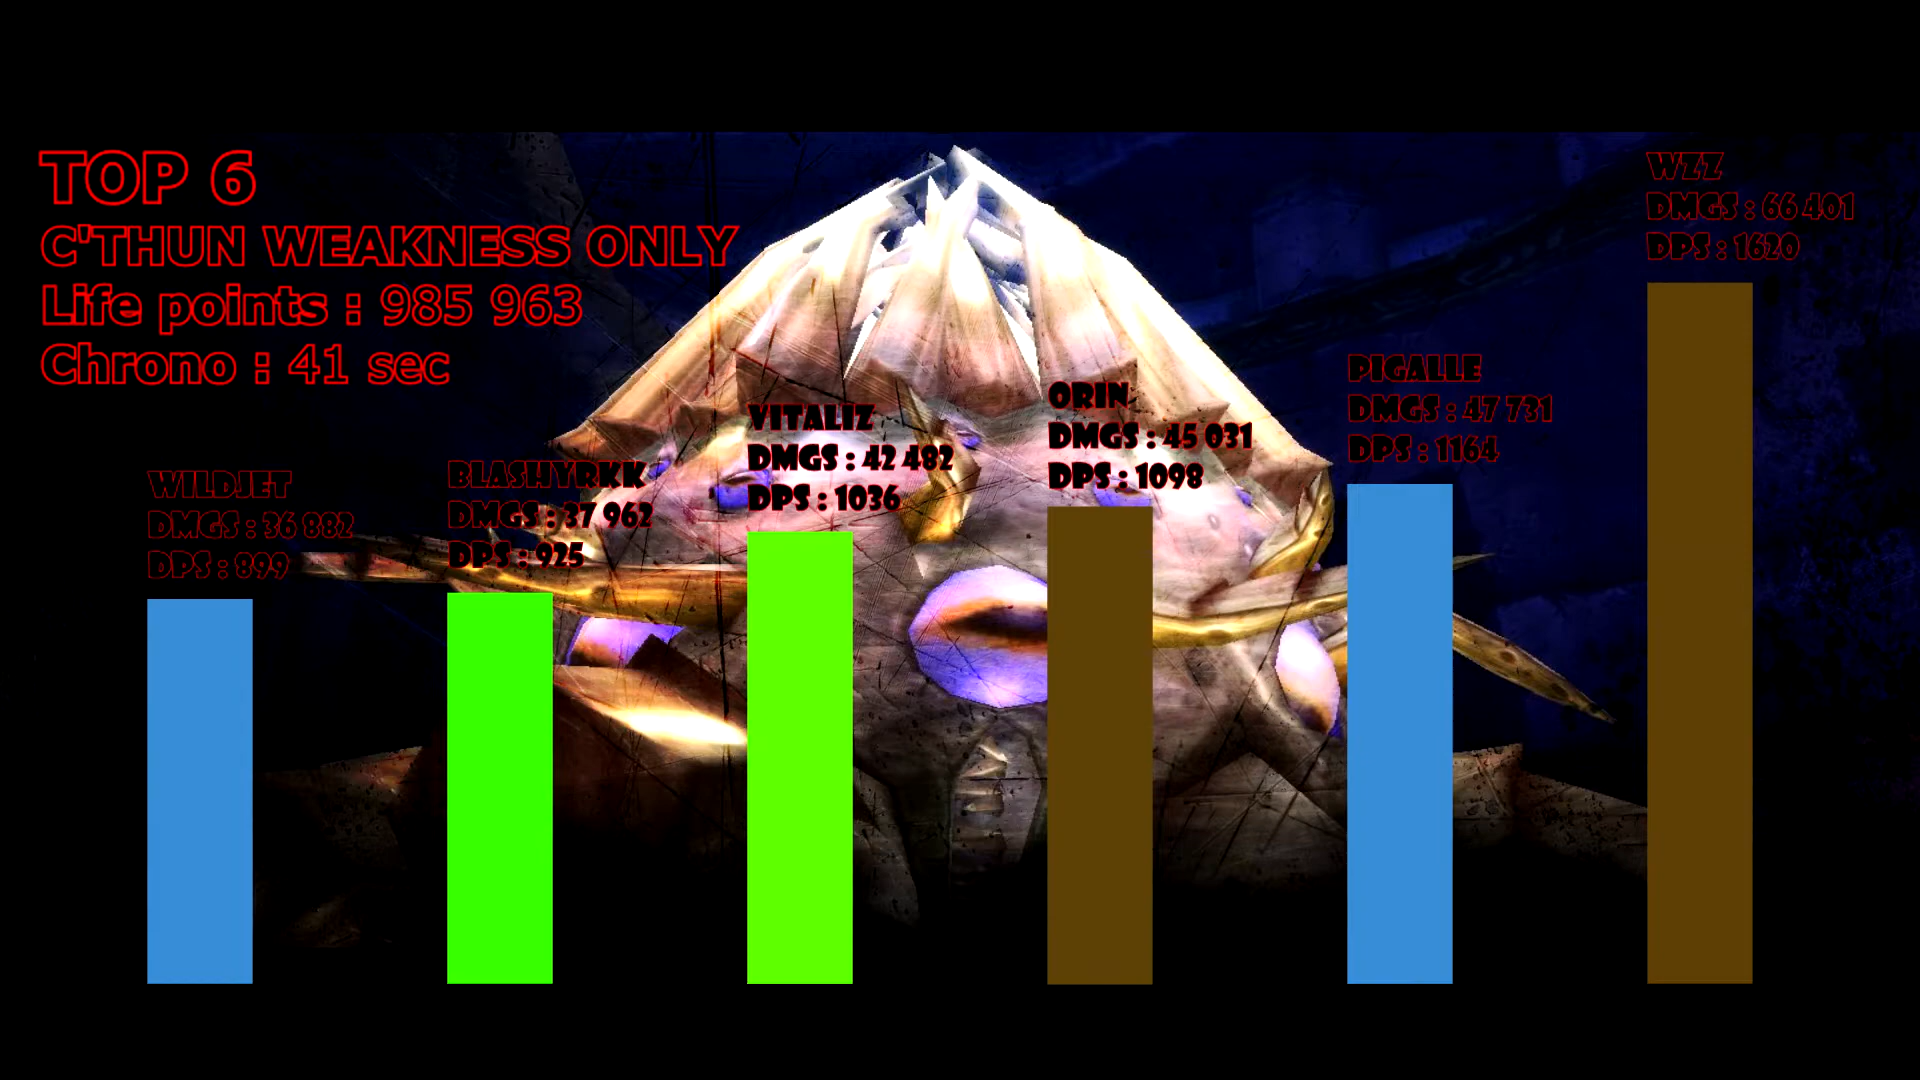 TOP 6
C'THUN WEAKNESS ONLY
Life points : 985 963
Chrono : 41 sec
WILDJET
DMGS : 36 882
DPS : 899
BLASHYRKK
DMGS : 37 962
DPS : 925
VITALIZ
DMGS : 42 482
DPS : 1036
ORIN
DMGS : 45 031
DPS : 1098
PIGALLE
DMGS : 47 731
DPS : 1164
WZZ
DMGS : 66 401
DPS : 1620